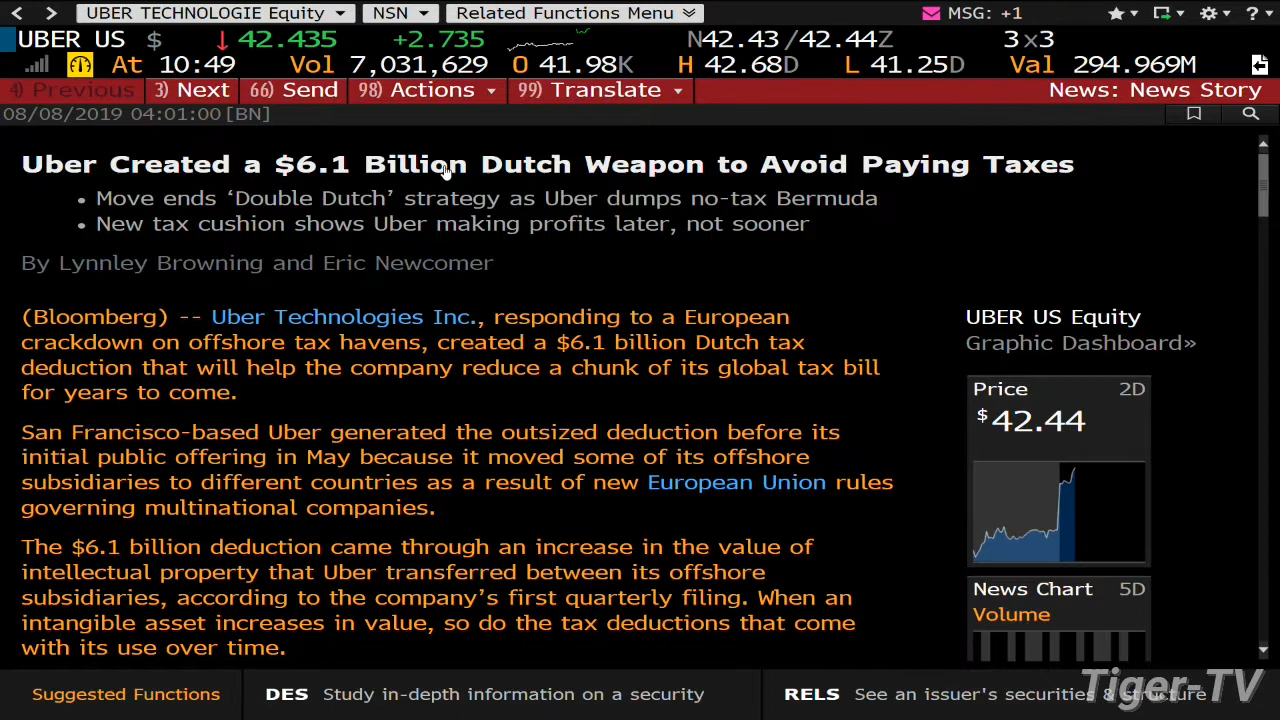 UBER TECHNOLOGIE Equity NSN Related Functions Menu MSG: +1 ?
UBER US $ ↓ 42.435 +2.735 N42.43 /42.44Z 3x3
At 10:49 Vol 7,031,629 O 41.98K H 42.68D L 41.25D Val 294.969M
4) Previous 3) Next 66) Send 98) Actions 99) Translate News: News Story
08/08/2019 04:01:00 [BN]
Uber Created a $6.1 Billion Dutch Weapon to Avoid Paying Taxes
• Move ends ‘Double Dutch’ strategy as Uber dumps no-tax Bermuda
• New tax cushion shows Uber making profits later, not sooner
By Lynnley Browning and Eric Newcomer
(Bloomberg) -- Uber Technologies Inc., responding to a European
crackdown on offshore tax havens, created a $6.1 billion Dutch tax
deduction that will help the company reduce a chunk of its global tax bill
for years to come.
San Francisco-based Uber generated the outsized deduction before its
initial public offering in May because it moved some of its offshore
subsidiaries to different countries as a result of new European Union rules
governing multinational companies.
The $6.1 billion deduction came through an increase in the value of
intellectual property that Uber transferred between its offshore
subsidiaries, according to the company’s first quarterly filing. When an
intangible asset increases in value, so do the tax deductions that come
with its use over time.
UBER US Equity
Graphic Dashboard»
Price 2D
$42.44
News Chart 5D
Volume
Suggested Functions DES Study in-depth information on a security RELS See an issuer's securities & structure
Tiger-TV